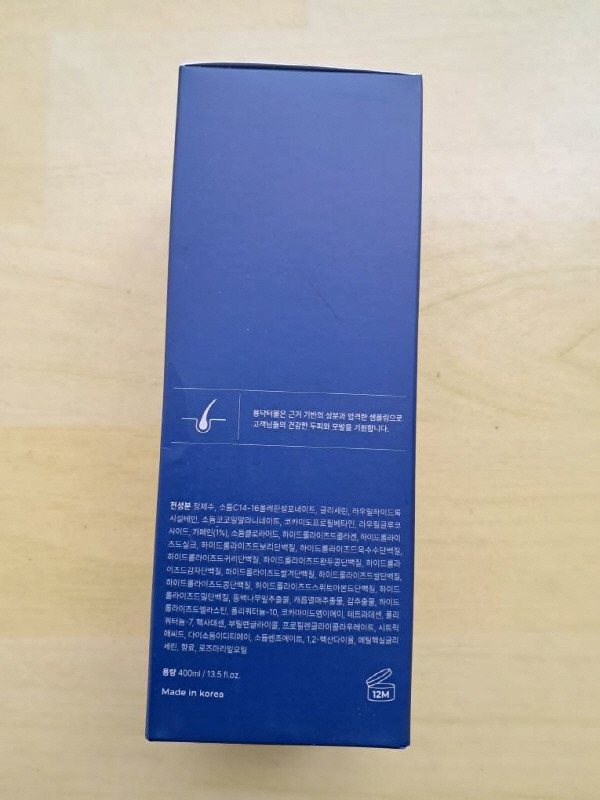 용닥터몰은 근거 기반의 성분과 엄격한 샘플링으로
고객님들의 건강한 두피와 모발을 기원합니다.
전성분 정제수, 소듐C14-16올레핀설포네이트, 글리세린, 라우릴하이드록
시설테인, 소듐코코일알라니네이트, 코카미도프로필베타인, 라우릴글루코
사이드, 카페인(1%), 소듐클로라이드, 하이드롤라이즈드콜라겐, 하이드롤라이
즈드실크, 하이드롤라이즈드보리단백질, 하이드롤라이즈드옥수수단백질,
하이드롤라이즈드귀리단백질, 하이드롤라이즈드완두콩단백질, 하이드롤라
이즈드감자단백질, 하이드롤라이즈드쌀겨단백질, 하이드롤라이즈드쌀단백질,
하이드롤라이즈드콩단백질, 하이드롤라이즈드스위트아몬드단백질, 하이드
롤라이즈드밀단백질, 동백나무잎추출물, 캐롭열매추출물, 감추출물, 하이드
롤라이즈드엘라스틴, 폴리쿼터늄-10, 코카마이드엠이에이, 테트라데센, 폴리
쿼터늄-7, 헥사데센, 부틸렌글라이콜, 프로필렌글라이콜라우레이트, 시트릭
애씨드, 다이소듐이디티에이, 소듐벤조에이트, 1,2-헥산다이올, 에틸헥실글리
세린, 향료, 로즈마리잎오일
용량 400ml / 13.5 fl.oz.
Made in korea
12M